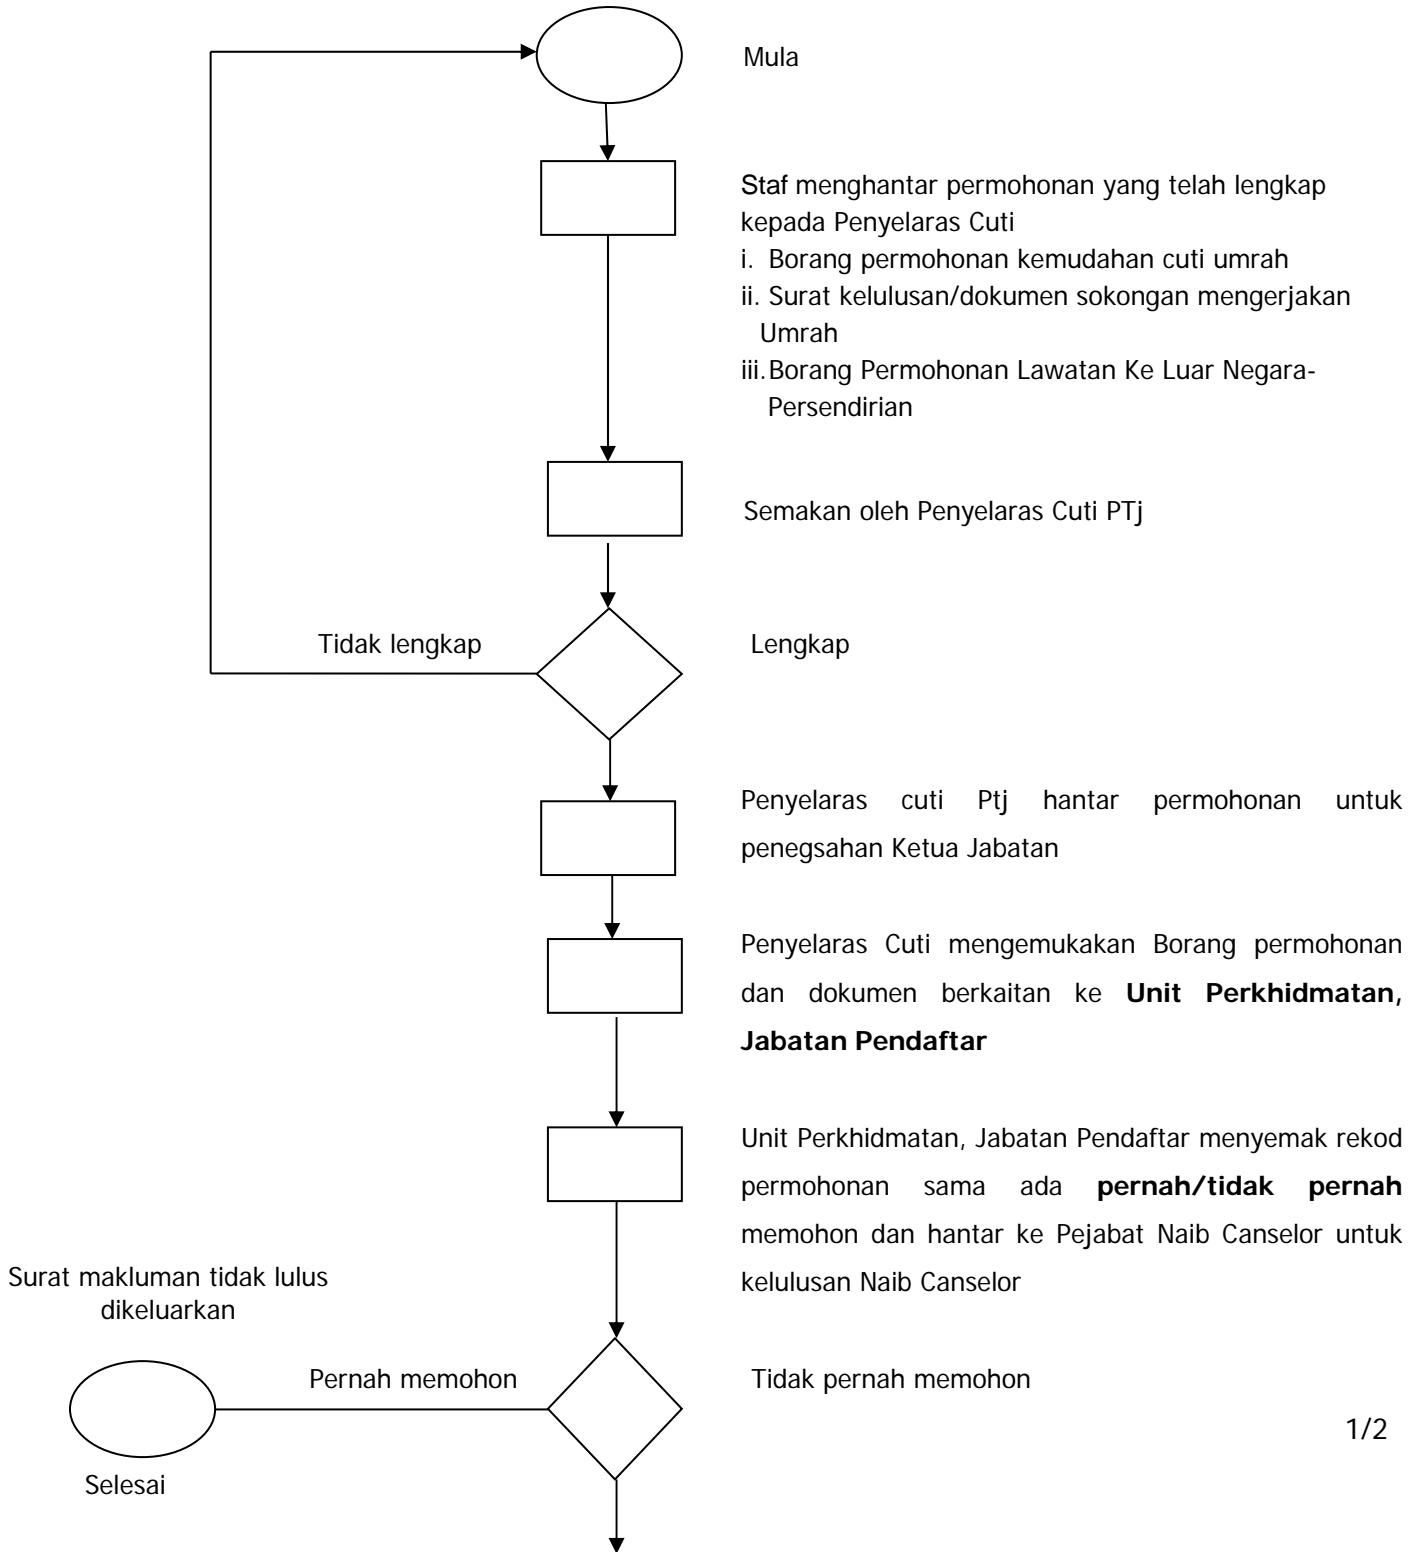 Mula
Staf menghantar permohonan yang telah lengkap
kepada Penyelaras Cuti
i. Borang permohonan kemudahan cuti umrah
ii. Surat kelulusan/dokumen sokongan mengerjakan
Umrah
iii.Borang Permohonan Lawatan Ke Luar Negara-
Persendirian
Semakan oleh Penyelaras Cuti PTj
Tidak lengkap
Lengkap
Penyelaras cuti Ptj hantar permohonan untuk
penegsahan Ketua Jabatan
Penyelaras Cuti mengemukakan Borang permohonan
dan dokumen berkaitan ke Unit Perkhidmatan,
Jabatan Pendaftar
Unit Perkhidmatan, Jabatan Pendaftar menyemak rekod
permohonan sama ada pernah/tidak pernah
memohon dan hantar ke Pejabat Naib Canselor untuk
kelulusan Naib Canselor
Surat makluman tidak lulus
dikeluarkan
Pernah memohon
Tidak pernah memohon
1/2
Selesai